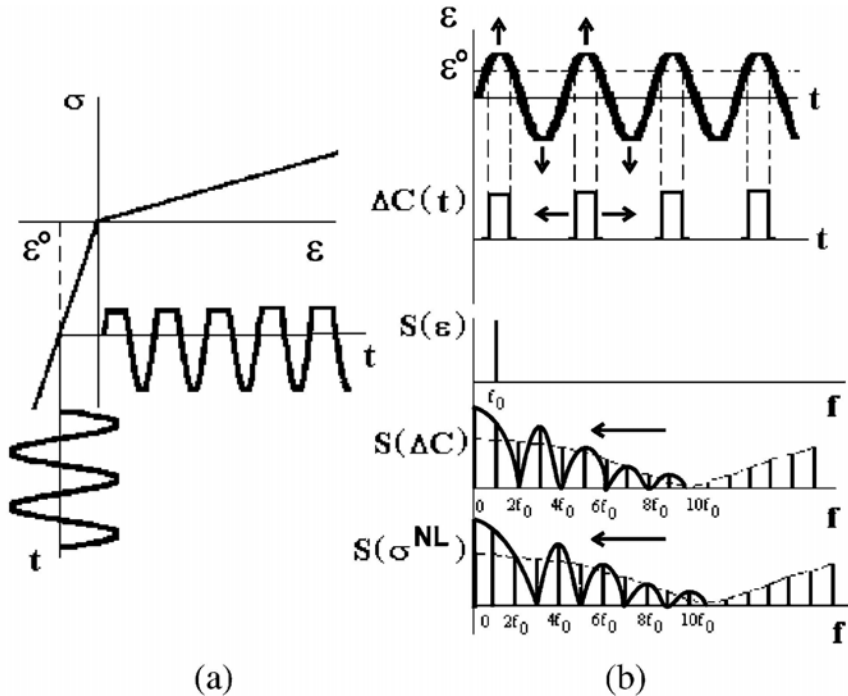 σ
ε°
ε
t
t
(a)
ε
ε°
t
ΔC(t)
t
S(ε)
f₀
f
S(ΔC)
0 2f₀ 4f₀ 6f₀ 8f₀ 10f₀
f
S(σᴺᴸ)
0 2f₀ 4f₀ 6f₀ 8f₀ 10f₀
f
(b)